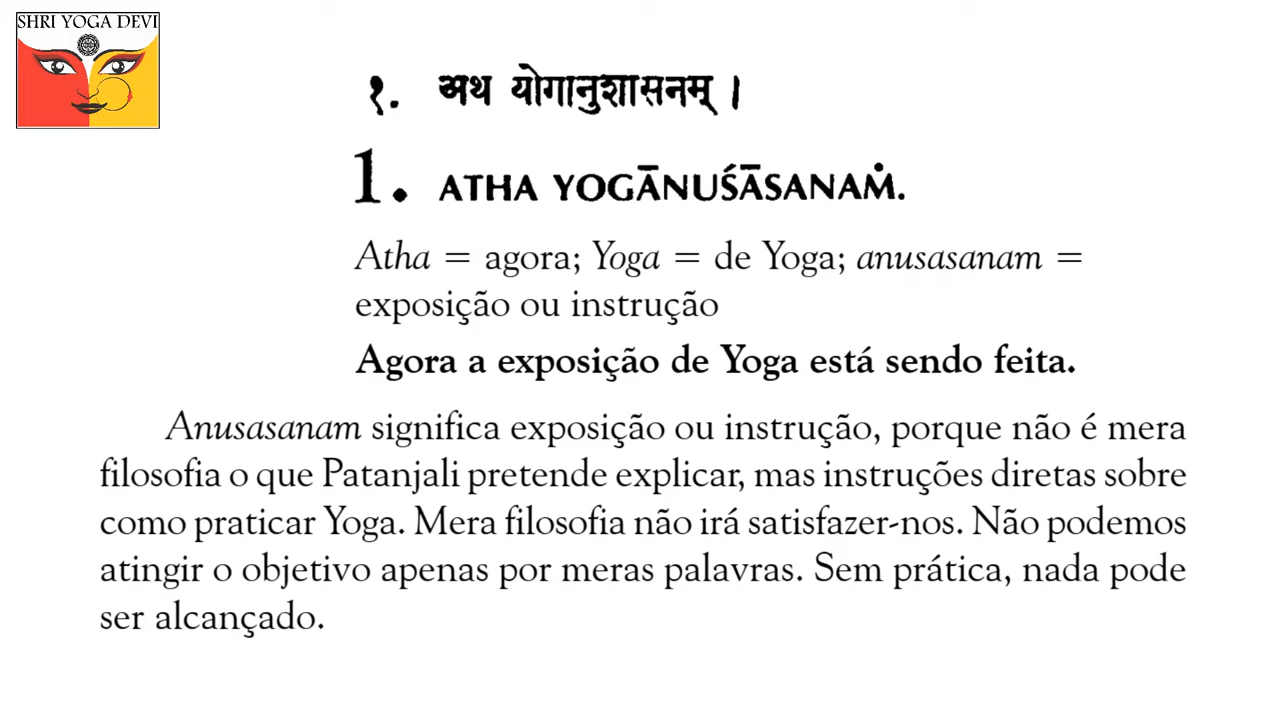 SHRI YOGA DEVI
१. अथ योगानुशासनम् ।
1. ATHA YOGĀNUŚĀSANAṀ.
Atha = agora; Yoga = de Yoga; anusasanam =
exposição ou instrução
Agora a exposição de Yoga está sendo feita.
Anusasanam significa exposição ou instrução, porque não é mera
filosofia o que Patanjali pretende explicar, mas instruções diretas sobre
como praticar Yoga. Mera filosofia não irá satisfazer-nos. Não podemos
atingir o objetivo apenas por meras palavras. Sem prática, nada pode
ser alcançado.